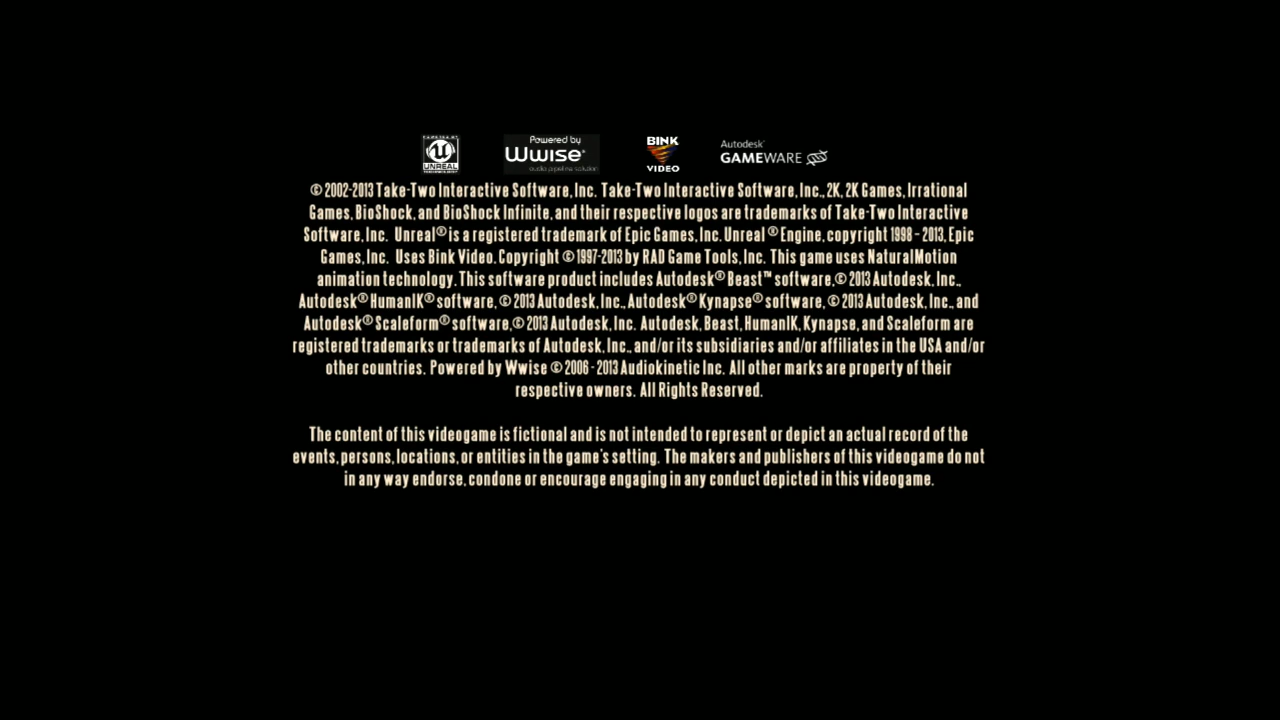 UNREAL
Powered by
Wwise
audio pipeline solution
BINK
VIDEO
Autodesk®
GAMEWARE
© 2002-2013 Take-Two Interactive Software, Inc. Take-Two Interactive Software, Inc., 2K, 2K Games, Irrational
Games, BioShock, and BioShock Infinite, and their respective logos are trademarks of Take-Two Interactive
Software, Inc. Unreal® is a registered trademark of Epic Games, Inc. Unreal ® Engine, copyright 1998 – 2013, Epic
Games, Inc. Uses Bink Video. Copyright © 1997-2013 by RAD Game Tools, Inc. This game uses NaturalMotion
animation technology. This software product includes Autodesk® Beast™ software,© 2013 Autodesk, Inc.,
Autodesk® HumanIK® software, © 2013 Autodesk, Inc., Autodesk® Kynapse® software, © 2013 Autodesk, Inc., and
Autodesk® Scaleform® software,© 2013 Autodesk, Inc. Autodesk, Beast, HumanIK, Kynapse, and Scaleform are
registered trademarks or trademarks of Autodesk, Inc., and/or its subsidiaries and/or affiliates in the USA and/or
other countries. Powered by Wwise © 2006 - 2013 Audiokinetic Inc. All other marks are property of their
respective owners. All Rights Reserved.
The content of this videogame is fictional and is not intended to represent or depict an actual record of the
events, persons, locations, or entities in the game's setting. The makers and publishers of this videogame do not
in any way endorse, condone or encourage engaging in any conduct depicted in this videogame.